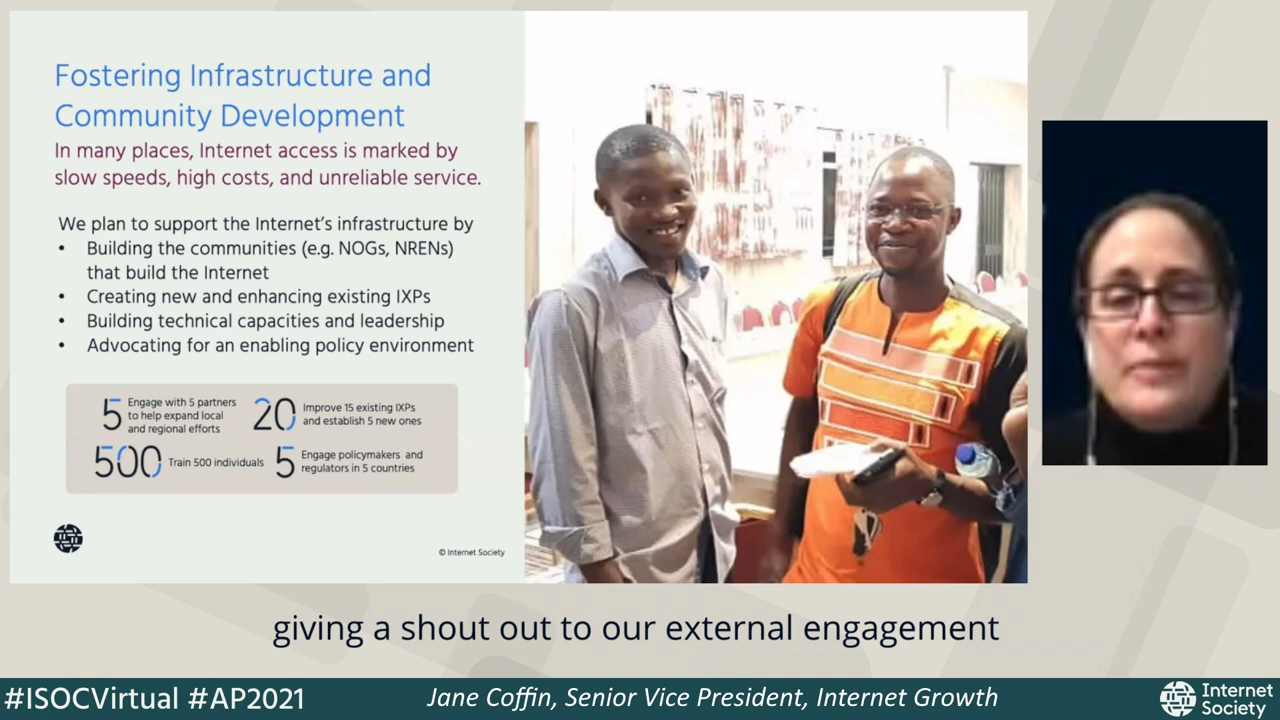 Fostering Infrastructure and
Community Development
In many places, Internet access is marked by
slow speeds, high costs, and unreliable service.
We plan to support the Internet's infrastructure by
• Building the communities (e.g. NOGs, NRENs)
that build the Internet
• Creating new and enhancing existing IXPs
• Building technical capacities and leadership
• Advocating for an enabling policy environment
5 Engage with 5 partners
to help expand local
and regional efforts
20 Improve 15 existing IXPs
and establish 5 new ones
500 Train 500 individuals
5 Engage policymakers and
regulators in 5 countries
© Internet Society
giving a shout out to our external engagement
#ISOCVirtual #AP2021
Jane Coffin, Senior Vice President, Internet Growth
Internet
Society